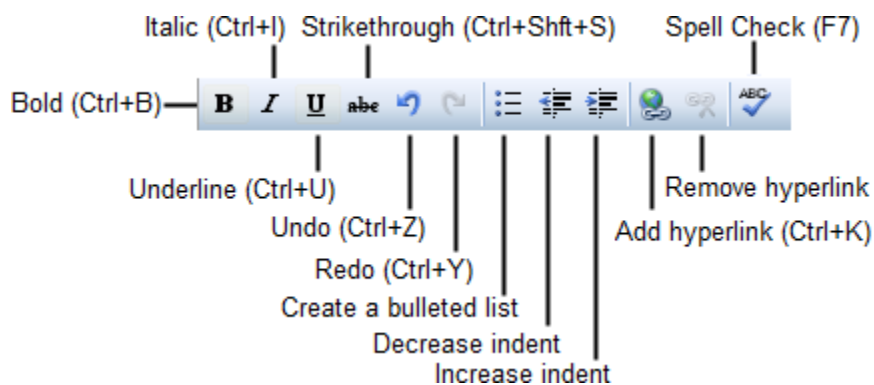 Italic (Ctrl+I) Strikethrough (Ctrl+Shft+S) Spell Check (F7)
Bold (Ctrl+B) B I U abc ABC
Underline (Ctrl+U) Remove hyperlink
Undo (Ctrl+Z) Add hyperlink (Ctrl+K)
Redo (Ctrl+Y)
Create a bulleted list
Decrease indent
Increase indent